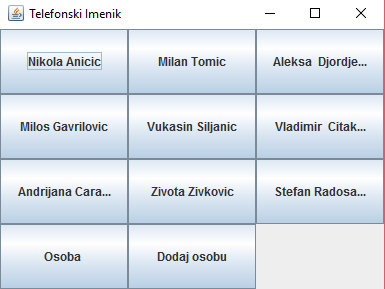 Telefonski Imenik
Nikola Anicic
Milan Tomic
Aleksa Djordje...
Milos Gavrilovic
Vukasin Siljanic
Vladimir Citak...
Andrijana Cara...
Zivota Zivkovic
Stefan Radosa...
Osoba
Dodaj osobu